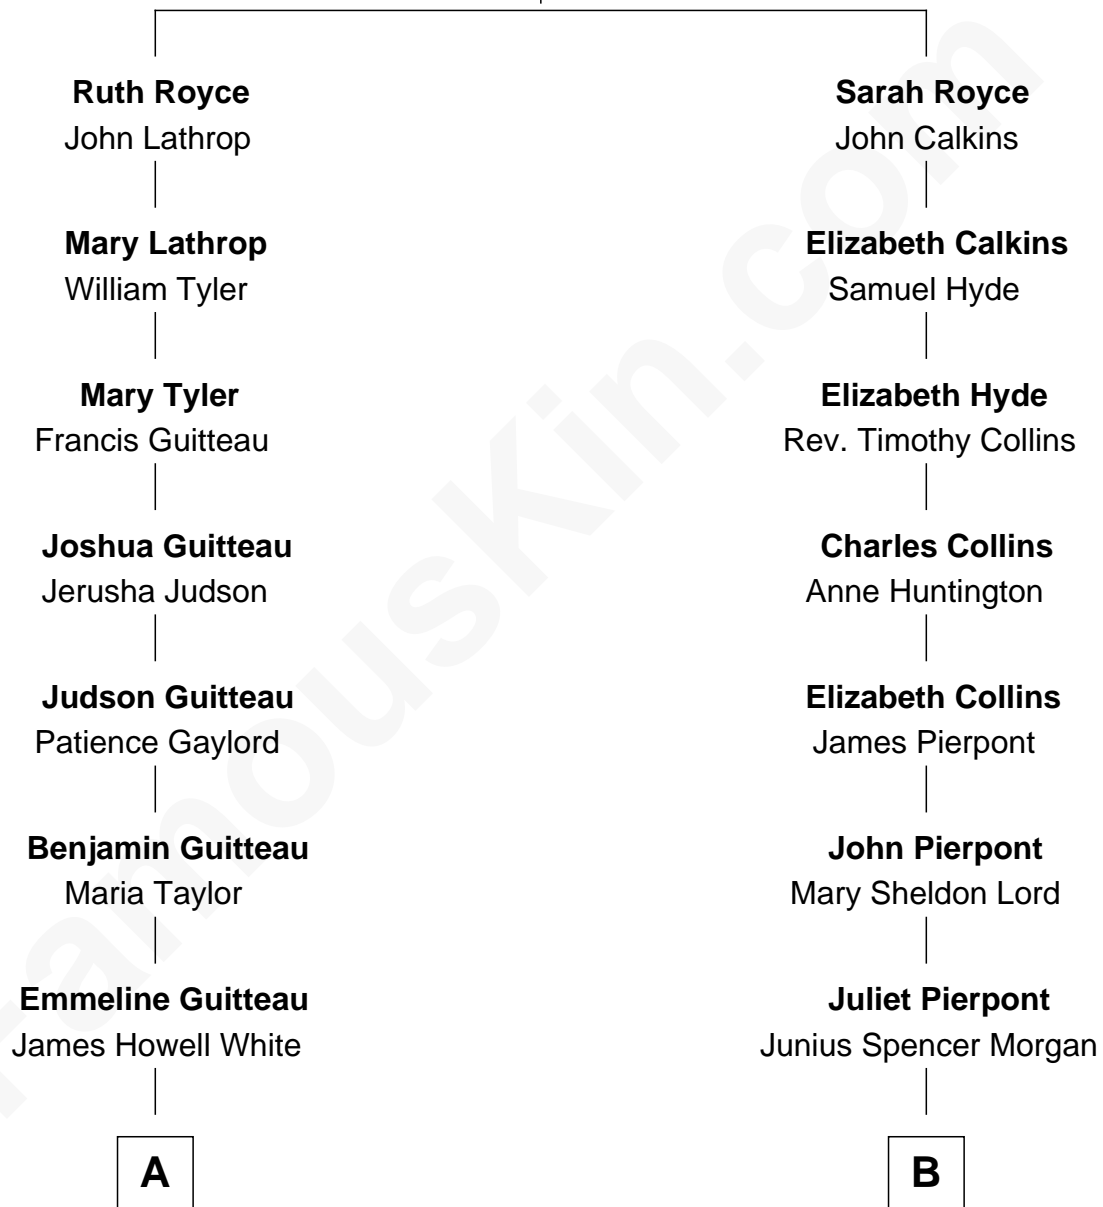 Ruth Royce
John Lathrop
Mary Lathrop
William Tyler
Mary Tyler
Francis Guitteau
Joshua Guitteau
Jerusha Judson
Judson Guitteau
Patience Gaylord
Benjamin Guitteau
Maria Taylor
Emmeline Guitteau
James Howell White
A
Sarah Royce
John Calkins
Elizabeth Calkins
Samuel Hyde
Elizabeth Hyde
Rev. Timothy Collins
Charles Collins
Anne Huntington
Elizabeth Collins
James Pierpont
John Pierpont
Mary Sheldon Lord
Juliet Pierpont
Junius Spencer Morgan
B
FamousKin.com